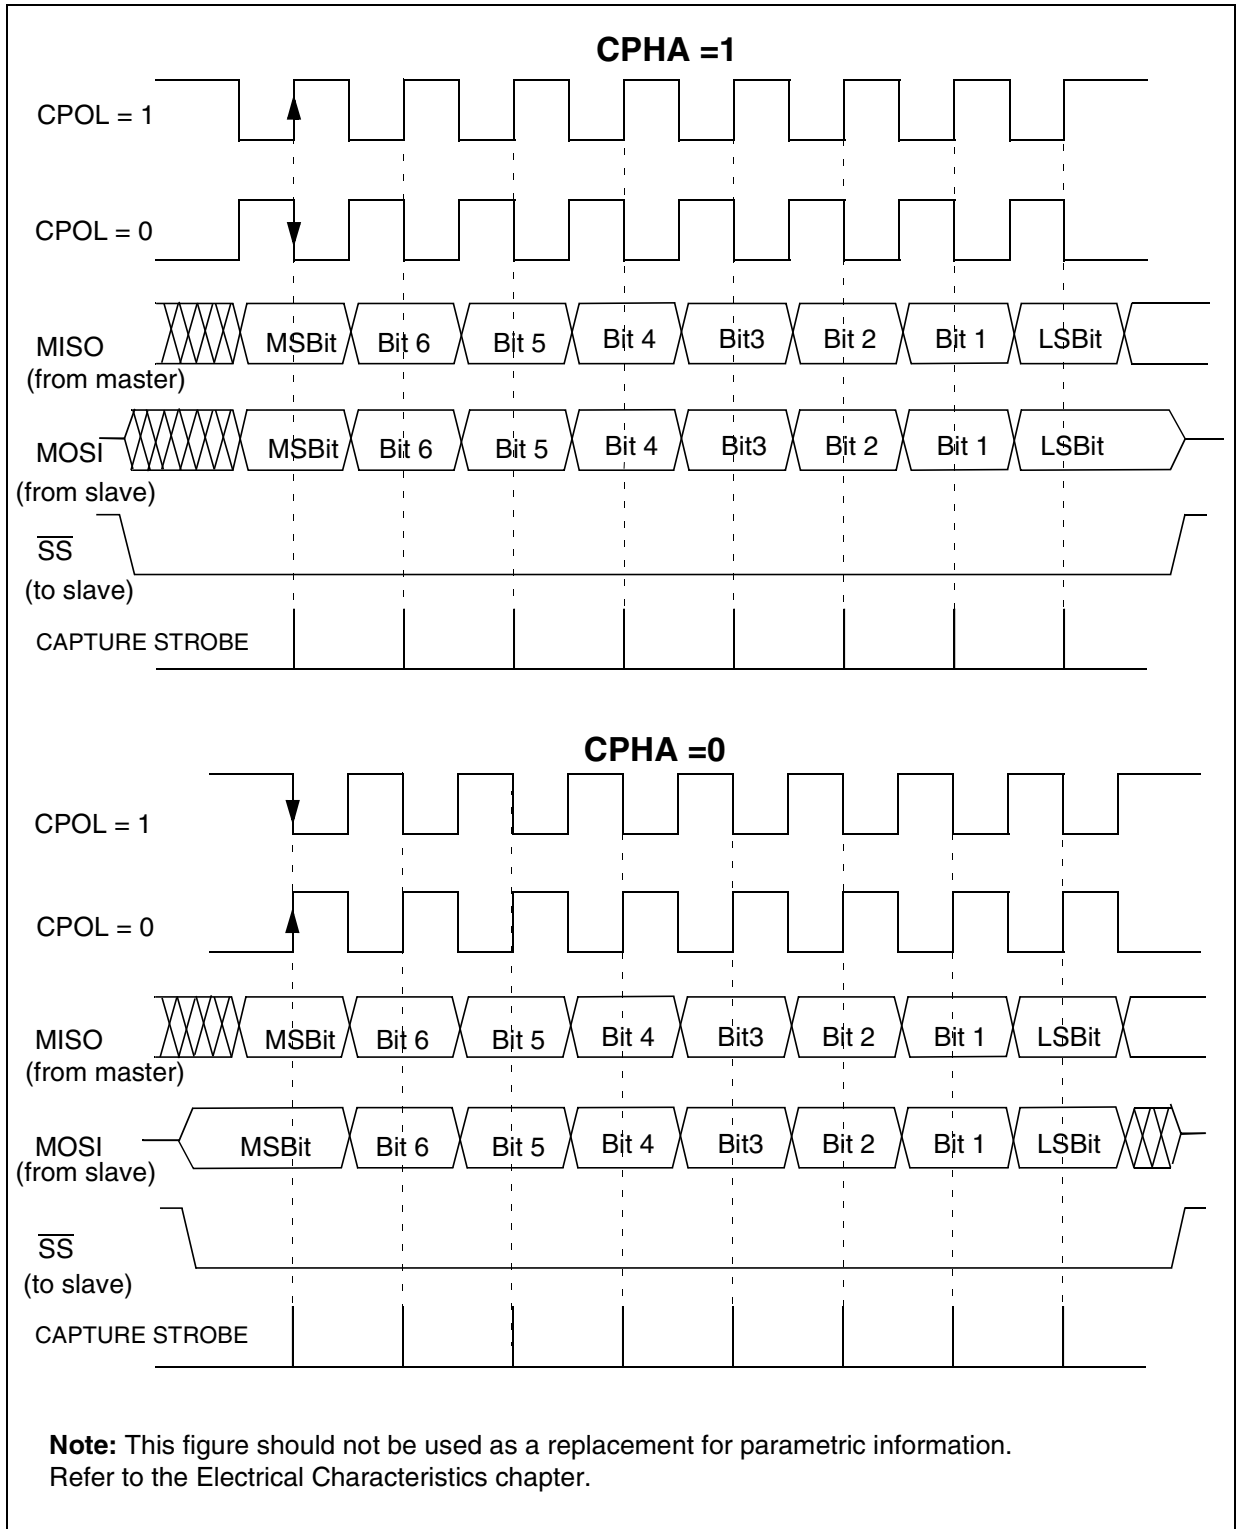 CPHA =1
CPOL = 1
CPOL = 0
MISO
(from master)
MSBit Bit 6 Bit 5 Bit 4 Bit3 Bit 2 Bit 1 LSBit
MOSI
(from slave)
MSBit Bit 6 Bit 5 Bit 4 Bit3 Bit 2 Bit 1 LSBit
SS
(to slave)
CAPTURE STROBE
CPHA =0
CPOL = 1
CPOL = 0
MISO
(from master)
MSBit Bit 6 Bit 5 Bit 4 Bit3 Bit 2 Bit 1 LSBit
MOSI
(from slave)
MSBit Bit 6 Bit 5 Bit 4 Bit3 Bit 2 Bit 1 LSBit
SS
(to slave)
CAPTURE STROBE
Note: This figure should not be used as a replacement for parametric information.
Refer to the Electrical Characteristics chapter.